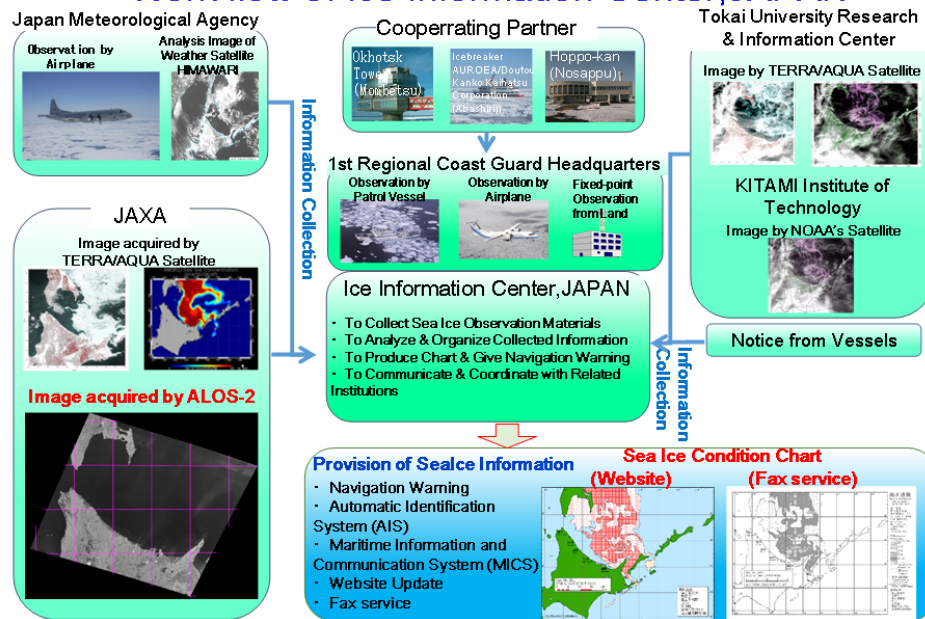 Japan Meteorological Agency
Observation by
Airplane
Analysis Image of
Weather Satellite
HIMAWARI
Information Collection
JAXA
Image acquired by
TERRA/AQUA Satellite
Image acquired by ALOS-2
Cooperrating Partner
Okhotsk
Tower
(Mombetsu)
Icebreaker
AUROEA/Doutou
Kanko Kaihatsu
Corporation
(Abashirii)
Hoppo-kan
(Nosappu)
1st Regional Coast Guard Headquarters
Observation by
Patrol Vessel
Observation by
Airplane
Fixed-point
Observation
from Land
Ice Information Center,JAPAN
· To Collect Sea Ice Observation Materials
· To Analyze & Organize Collected Information
· To Produce Chart & Give Navigation Warning
· To Communicate & Coordinate with Related
Institutions
Tokai University Research
& Information Center
Image by TERRA/AQUA Satellite
KITAMI Institute of
Technology
Image by NOAA's Satellite
Notice from Vessels
Information
Collection
Provision of SeaIce Information
· Navigation Warning
· Automatic Identification
System (AIS)
· Maritime Information and
Communication System (MICS)
· Website Update
· Fax service
Sea Ice Condition Chart
(Website)
(Fax service)